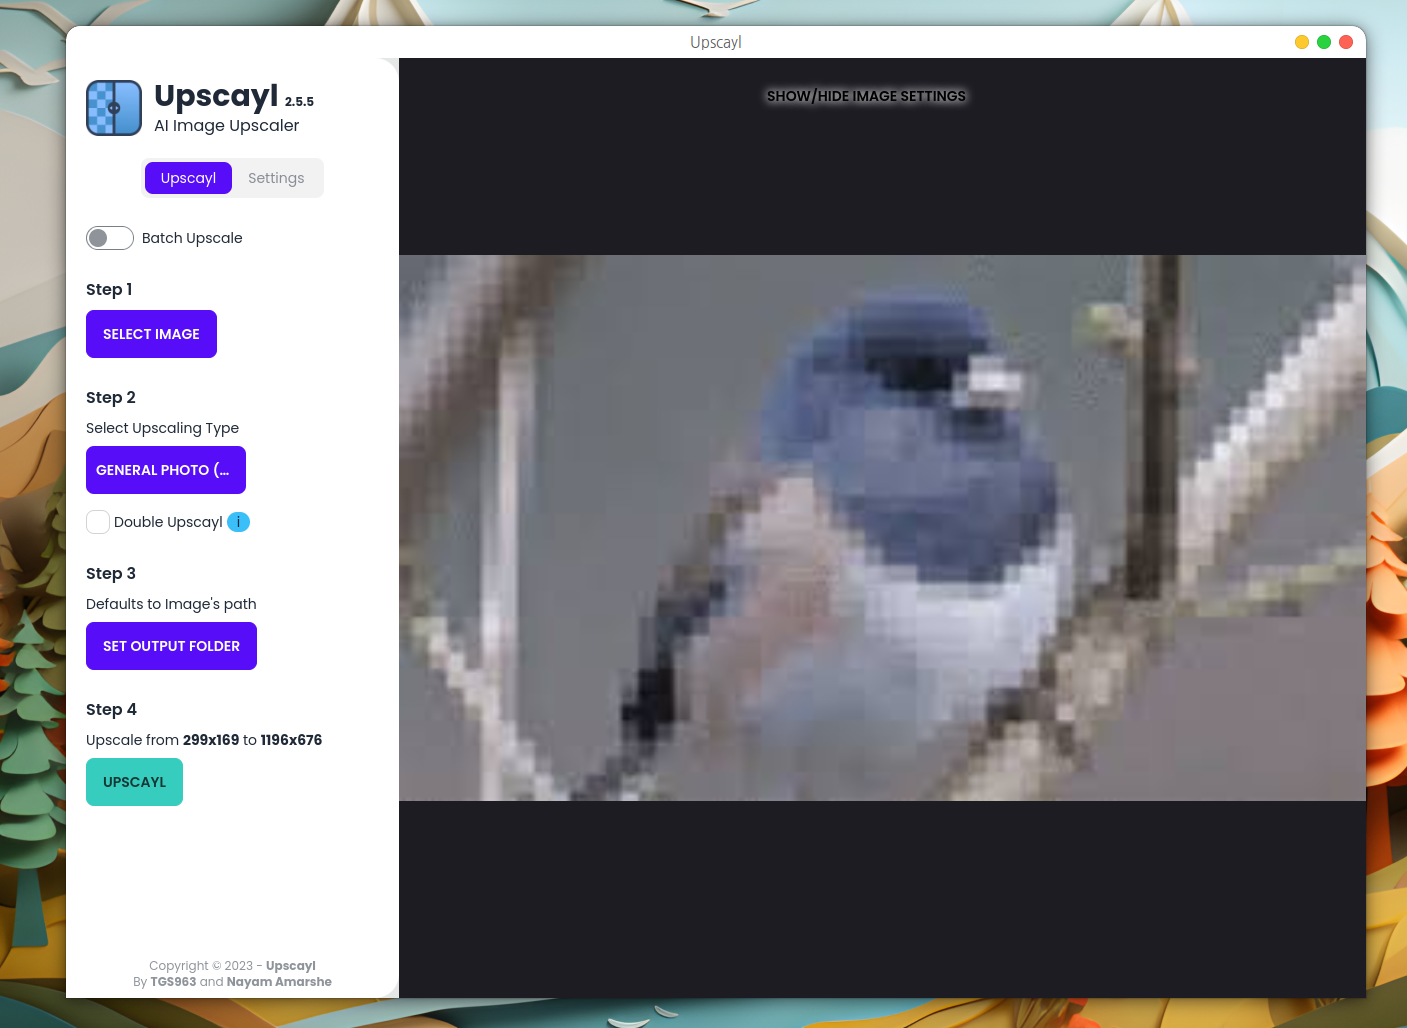 Upscayl
Upscayl 2.5.5
AI Image Upscaler
Upscayl Settings
Batch Upscale
Step 1
SELECT IMAGE
Step 2
Select Upscaling Type
GENERAL PHOTO (...
Double Upscayl i
Step 3
Defaults to Image's path
SET OUTPUT FOLDER
Step 4
Upscale from 299x169 to 1196x676
UPSCAYL
Copyright © 2023 - Upscayl
By TGS963 and Nayam Amarshe
SHOW/HIDE IMAGE SETTINGS